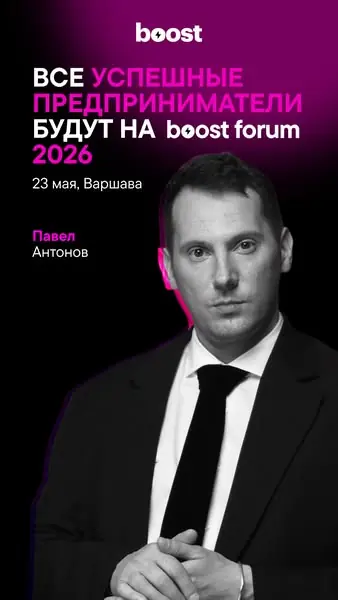 boost
ВСЕ УСПЕШНЫЕ
ПРЕДПРИНИМАТЕЛИ
БУДУТ НА boost forum
2026
23 мая, Варшава
Павел
Антонов